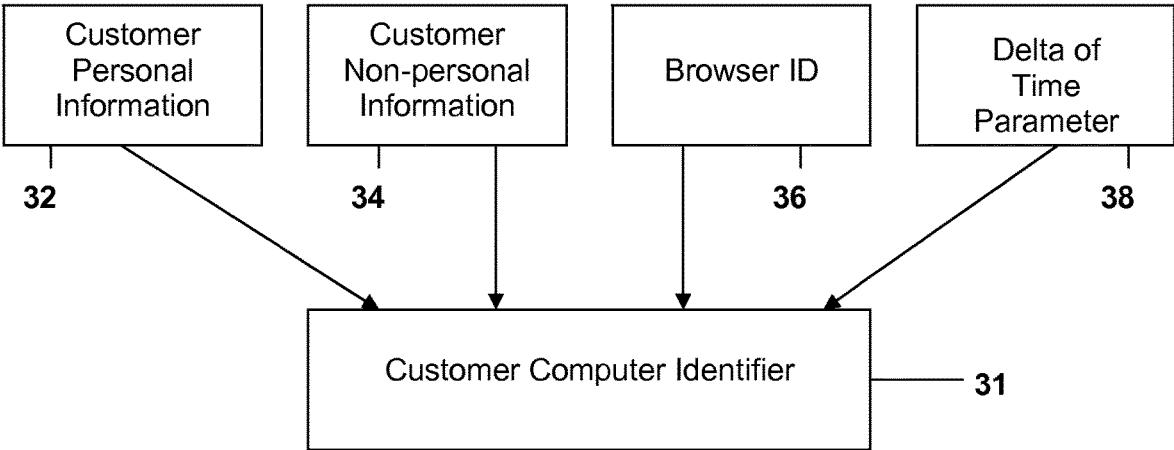 Customer
Personal
Information
Customer
Non-personal
Information
Browser ID
Delta of
Time
Parameter
32
34
36
38
Customer Computer Identifier
31